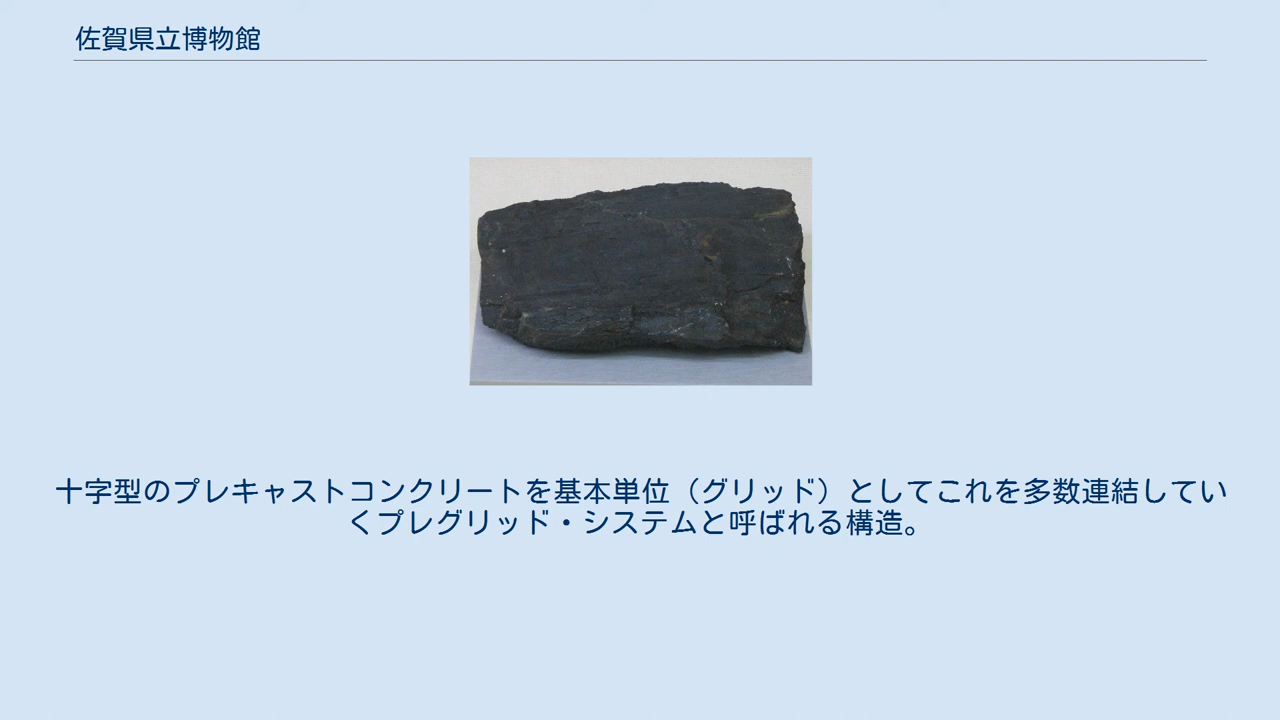 佐賀県立博物館
十字型のプレキャストコンクリートを基本単位（グリッド）としてこれを多数連結してい
くプレグリッド・システムと呼ばれる構造。